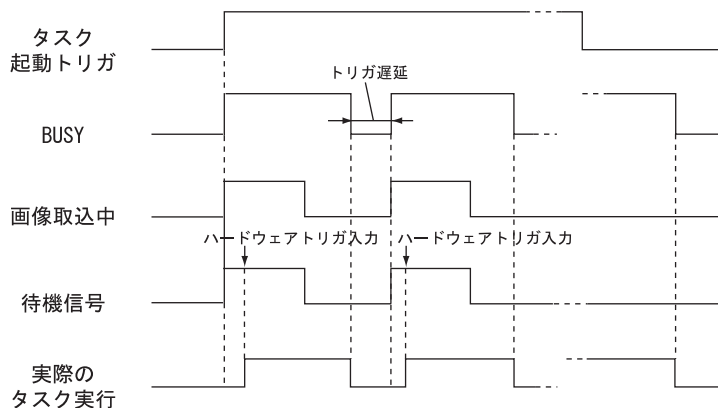 タスク
起動トリガ
トリガ遅延
BUSY
画像取込中
ハードウェアトリガ入力
ハードウェアトリガ入力
待機信号
実際の
タスク実行